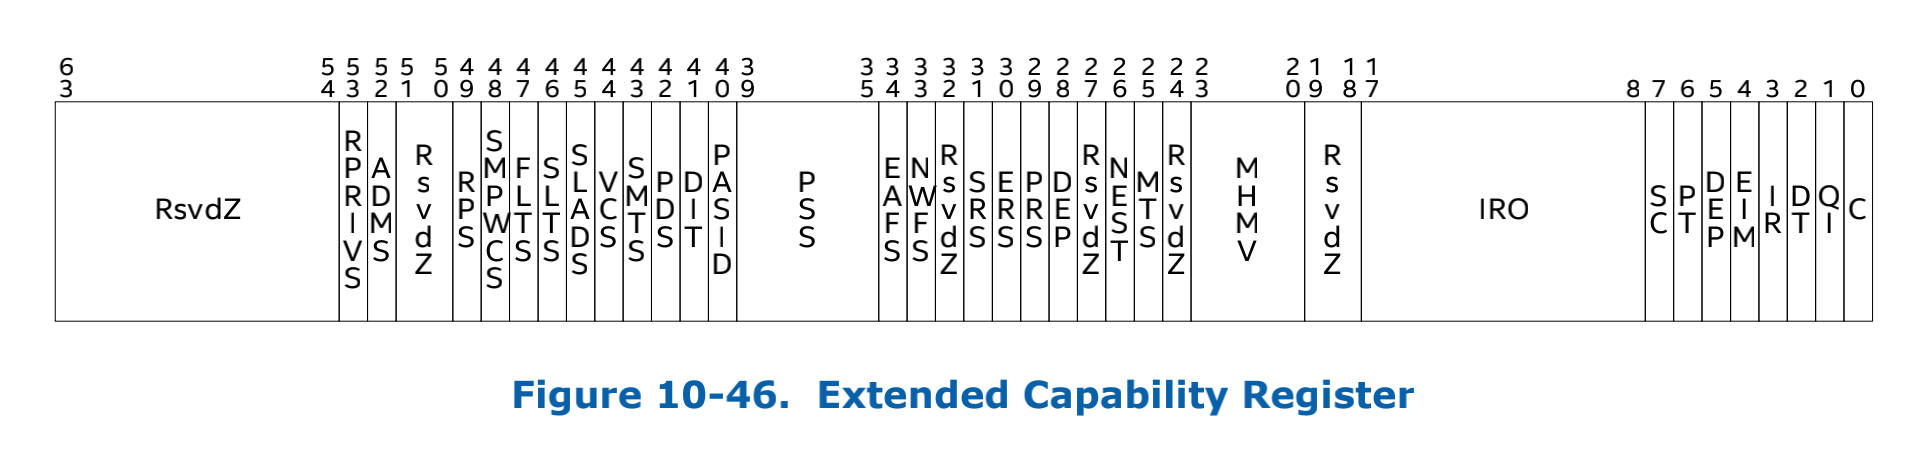 63 54 53 52 51 50 49 48 47 46 45 44 43 42 41 40 39 35 34 33 32 31 30 29 28 27 26 25 24 23 20 19 18 17 8 7 6 5 4 3 2 1 0
RsvdZ RPRIVS ADMS RsvdZ RPS SMPWCS FLTS SLTS SLADS VCS SMTS PDS DIT PASID PSS EAFS NWFS RsvdZ SRS ERS PRS DEP RsvdZ NEST MTS RsvdZ MHMV RsvdZ IRO SC PT DEP EIM IR DT QI C
Figure 10-46. Extended Capability Register